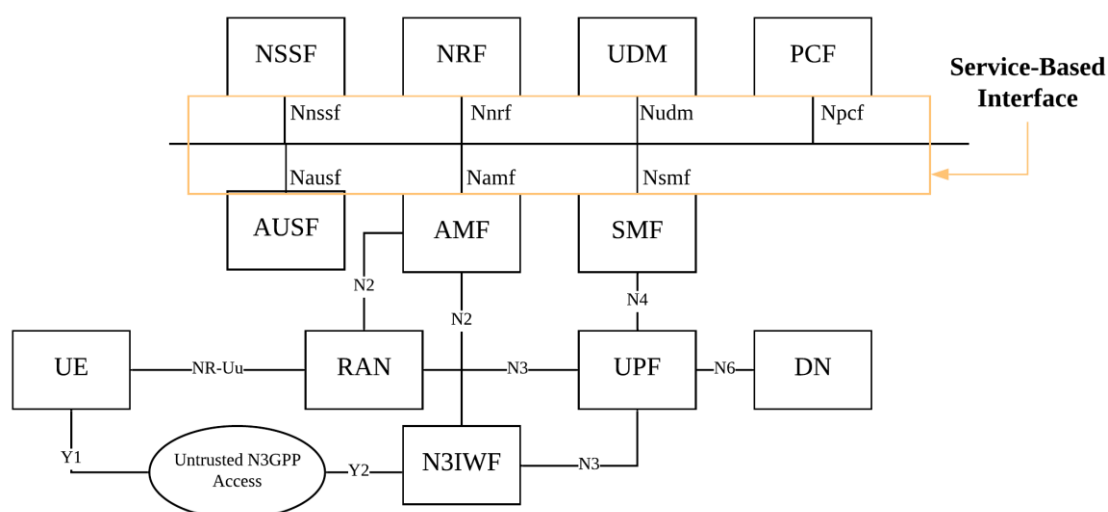 NSSF
NRF
UDM
PCF
Service-Based
Interface
Nnssf
Nnrf
Nudm
Npcf
Nausf
Namf
Nsmf
AUSF
AMF
SMF
N2
N2
N4
UE
NR-Uu
RAN
N3
UPF
N6
DN
Y1
Untrusted N3GPP
Access
Y2
N3IWF
N3